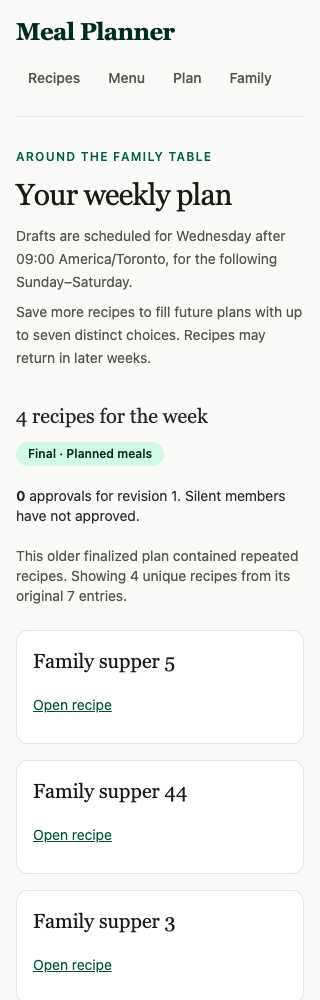 Meal Planner
Recipes Menu Plan Family
AROUND THE FAMILY TABLE
Your weekly plan
Drafts are scheduled for Wednesday after
09:00 America/Toronto, for the following
Sunday–Saturday.
Save more recipes to fill future plans with up
to seven distinct choices. Recipes may
return in later weeks.
4 recipes for the week
Final · Planned meals
0 approvals for revision 1. Silent members
have not approved.
This older finalized plan contained repeated
recipes. Showing 4 unique recipes from its
original 7 entries.
Family supper 5
Open recipe
Family supper 44
Open recipe
Family supper 3
Open recipe